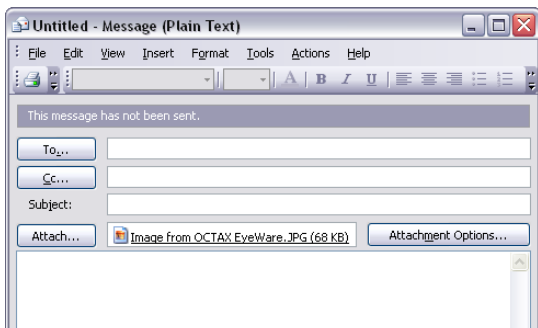 Untitled - Message (Plain Text)
File Edit View Insert Format Tools Actions Help
A B I U
This message has not been sent.
To...
Cc...
Subject:
Attach... Image from OCTAX EyeWare.JPG (68 KB) Attachment Options...